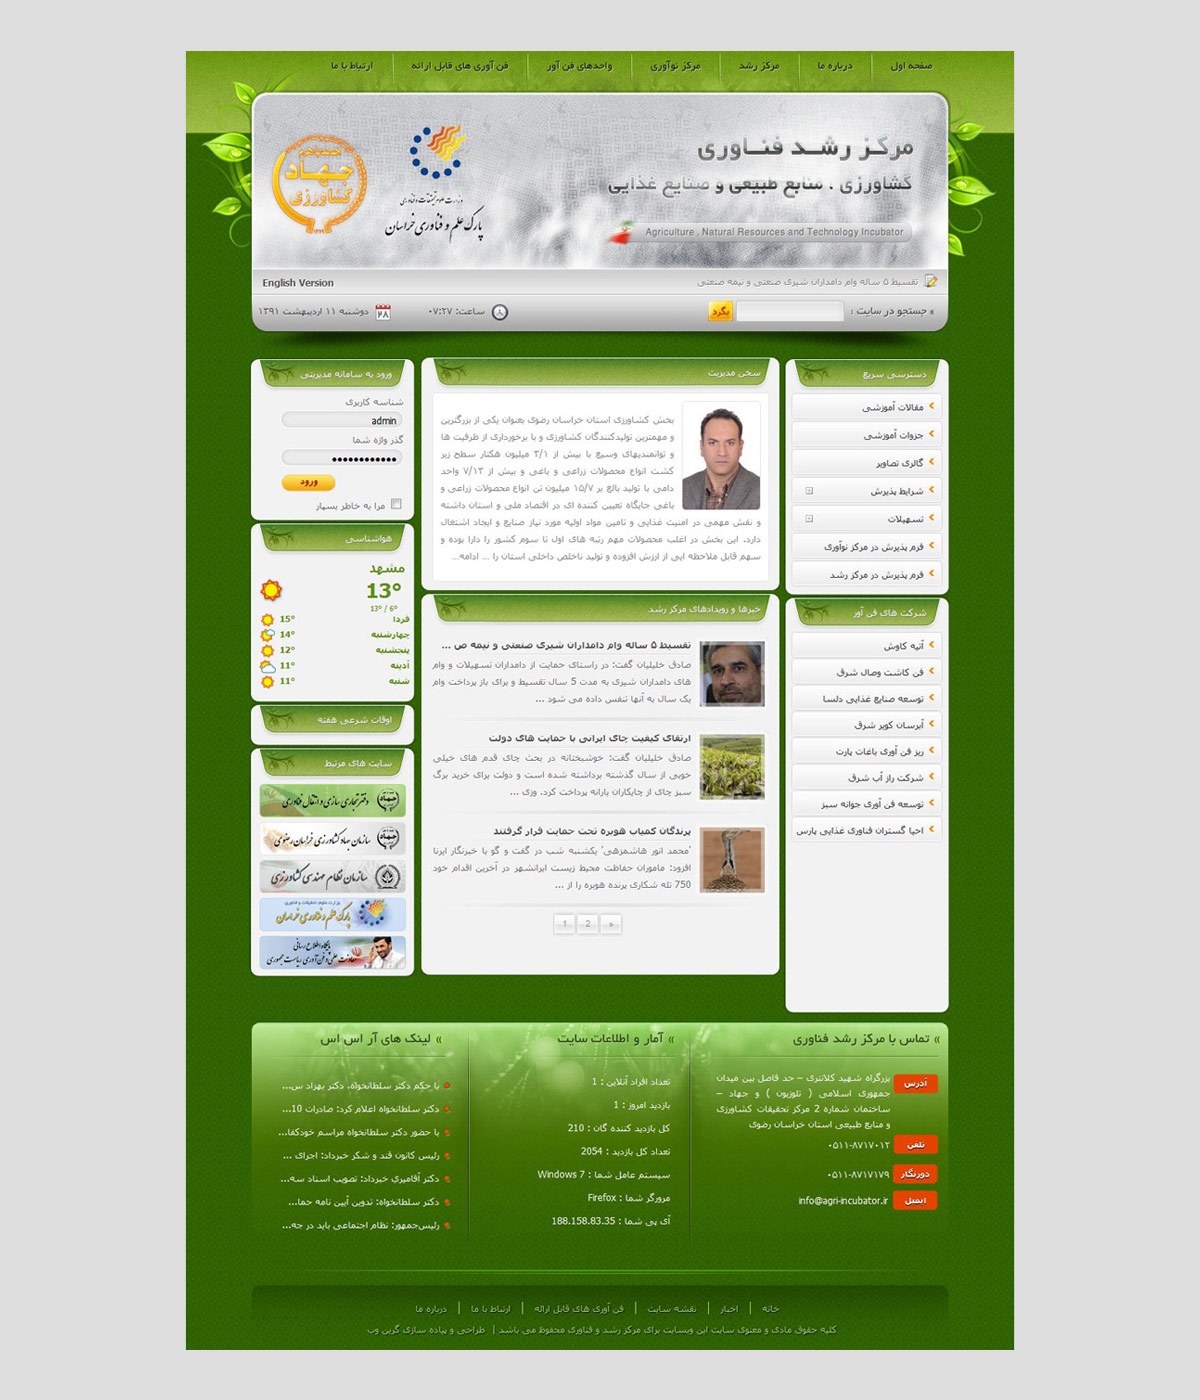 صفحه اول
درباره ما
مرکز رشد
مرکز نوآوری
واحدهای فن آور
فن آوری های قابل ارائه
ارتباط با ما
مرکز رشد فناوری
کشاورزی ، منابع طبیعی و صنایع غذایی
Agriculture , Natural Resources and Technology Incubator
وزارت علوم تحقیقات و فناوری
پارک علم و فناوری خراسان
جهاد
کشاورزی
تقسیط ۵ ساله وام دامداران شیری صنعتی و نیمه صنعتی
English Version
» جستجو در سایت :
بگرد
ساعت: ۰۷:۲۷
دوشنبه ۱۱ اردیبهشت ۱۳۹۱
دسترسی سریع
مقالات آموزشی
جزوات آموزشی
گالری تصاویر
شرایط پذیرش
تسهیلات
فرم پذیرش در مرکز نوآوری
فرم پذیرش در مرکز رشد
شرکت های فن آور
آتیه کاوش
فن کاشت وصال شرق
توسعه صنایع غذایی دلسا
آبرسان کویر شرق
ریز فن آوری باغات پارت
شرکت راز آب شرق
توسعه فن آوری جوانه سبز
احیا گستران فناوری غذایی پارس
سخن مدیریت
بخش کشاورزی استان خراسان رضوی بعنوان یکی از بزرگترین
و مهمترین تولیدکنندگان کشاورزی و با برخورداری از ظرفیت ها
و توانمندیهای وسیع با بیش از ۳/۱ میلیون هکتار سطح زیر
کشت انواع محصولات زراعی و باغی و بیش از ۷/۱۳ واحد
دامی با تولید بالغ بر ۱۵/۷ میلیون تن انواع محصولات زراعی و
باغی جایگاه تعیین کننده ای در اقتصاد ملی و استان داشته
و نقش مهمی در امنیت غذایی و تامین مواد اولیه مورد نیاز صنایع و ایجاد اشتغال
دارد. این بخش در اغلب محصولات مهم رتبه های اول تا سوم کشور را دارا بوده و
سهم قابل ملاحظه ایی از ارزش افزوده و تولید ناخلص داخلی استان را ... ادامه...
خبرها و رویدادهای مرکز رشد
تقسیط ۵ ساله وام دامداران شیری صنعتی و نیمه ص ...
صادق خلیلیان گفت: در راستای حمایت از دامداران تسهیلات و وام
های دامداران شیری به مدت 5 سال تقسیط و برای باز پرداخت وام
یک سال به آنها تنفس داده می شود ...
ارتقای کیفیت چای ایرانی با حمایت های دولت
صادق خلیلیان گفت: خوشبختانه در بحث چای قدم های خیلی
خوبی از سال گذشته برداشته شده است و دولت برای خرید برگ
سبز چای از چایکاران یارانه پرداخت کرد. وزی ...
پرندگان کمیاب هوبره تحت حمایت قرار گرفتند
'محمد انور هاشمزهی' یکشنبه شب در گفت و گو با خبرنگار ایرنا
افزود: ماموران حفاظت محیط زیست ایرانشهر در آخرین اقدام خود
750 تله شکاری پرنده هوبره را از ...
1 2 »
ورود به سامانه مدیریتی
شناسه کاربری
admin
گذر واژه شما
••••••••••••
ورود
مرا به خاطر بسپار
هواشناسی
مشهد
۱۳°
۱۳° / ۶°
فردا ۱۵°
چهارشنبه ۱۴°
پنجشنبه ۱۲°
آدینه ۱۱°
شنبه ۱۱°
اوقات شرعی هفته
سایت های مرتبط
دفتر تجاری سازی و انتقال فناوری
سازمان جهاد کشاورزی خراسان رضوی
سازمان نظام مهندسی کشاورزی
وزارت علوم تحقیقات و فناوری
پارک علم و فناوری خراسان
پایگاه اطلاع رسانی
معاونت علمی و فن آوری ریاست جمهوری
» تماس با مرکز رشد فناوری
آدرس
بزرگراه شهید کلانتری – حد فاصل بین میدان
جمهوری اسلامی ( تلوزیون ) و جهاد –
ساختمان شماره 2 مرکز تحقیقات کشاورزی
و منابع طبیعی استان خراسان رضوی
تلفن
۰۵۱۱-۸۷۱۷۰۱۲
دورنگار
۰۵۱۱-۸۷۱۷۱۷۹
ایمیل
info@agri-incubator.ir
» آمار و اطلاعات سایت
تعداد افراد آنلاین : 1
بازدید امروز : 1
کل بازدید کننده گان : 210
تعداد کل بازدید : 2054
سیستم عامل شما : Windows 7
مرورگر شما : Firefox
آی پی شما : 188.158.83.35
» لینک های آر اس اس
با حکم دکتر سلطانخواه، دکتر بهزاد س...
دکتر سلطانخواه اعلام کرد: صادرات 10...
با حضور دکتر سلطانخواه مراسم خودکفا...
رئیس کانون قند و شکر خبرداد: اجرای ...
دکتر آقامیری خبرداد: تصویب اسناد سه...
دکتر سلطانخواه: تدوین آیین نامه حما...
رئیس‌جمهور: نظام اجتماعی باید در جه...
خانه | اخبار | نقشه سایت | فن آوری های قابل ارائه | ارتباط با ما | درباره ما
کلیه حقوق مادی و معنوی سایت این وبسایت برای مرکز رشد و فناوری محفوظ می باشد | طراحی و پیاده سازی گرین وب